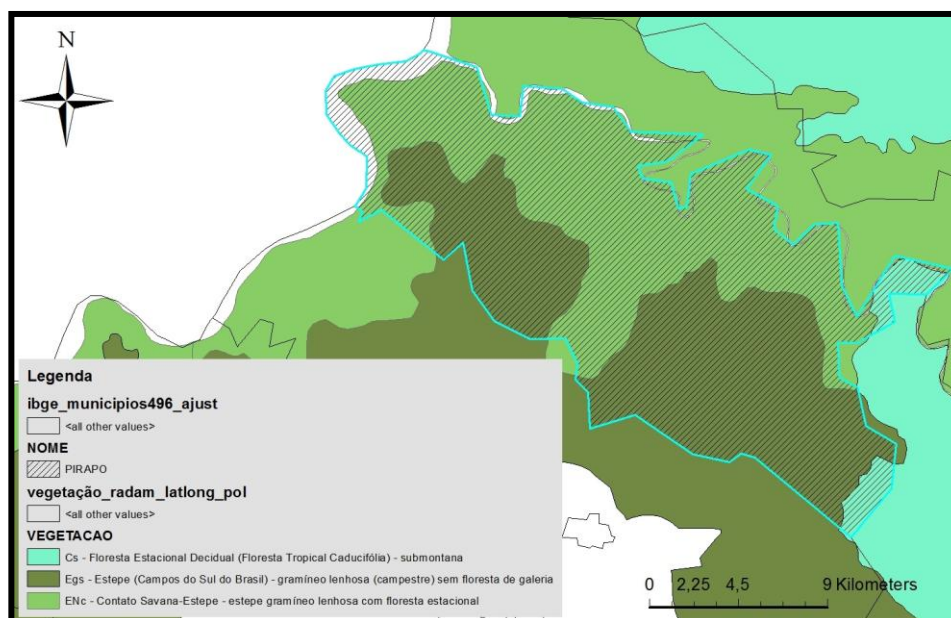 N
Legenda
ibge_municipios496_ajust
<all other values>
NOME
PIRAPO
vegetação_radam_latlong_pol
<all other values>
VEGETACAO
Cs - Floresta Estacional Decidual (Floresta Tropical Caducifólia) - submontana
Egs - Estepe (Campos do Sul do Brasil) - gramíneo lenhosa (campestre) sem floresta de galeria
ENc - Contato Savana-Estepe - estepe gramíneo lenhosa com floresta estacional
0 2,25 4,5 9 Kilometers